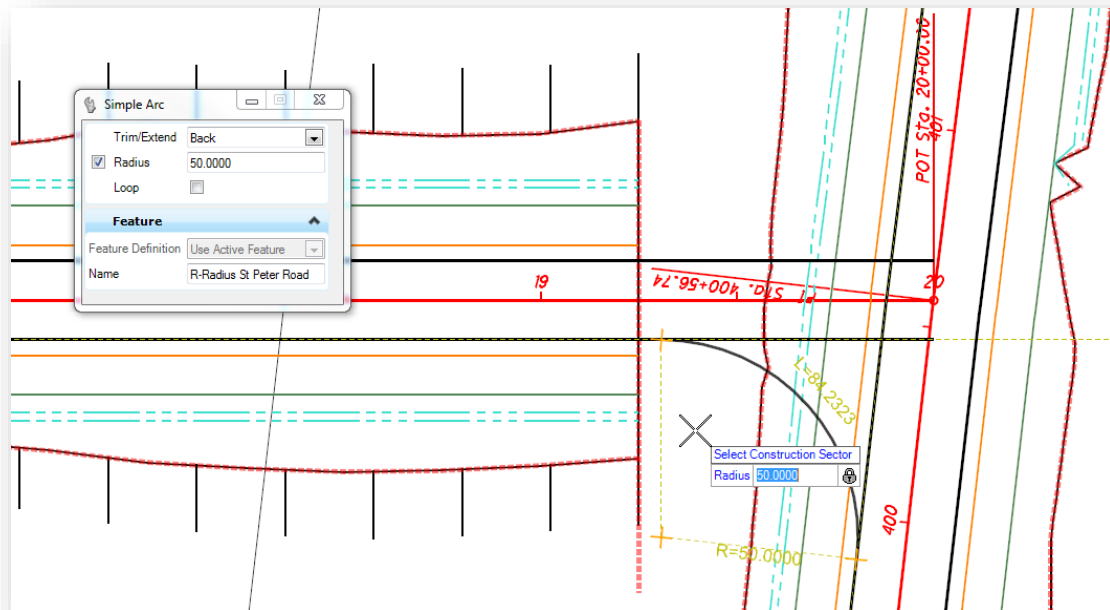 Simple Arc
Trim/Extend Back
Radius 50.0000
Loop
Feature
Feature Definition Use Active Feature
Name R-Radius St Peter Road
POT Sta. 20+00.00
401
19
Sta. 400+56.74
20
L=84.2323
Select Construction Sector
Radius 50.0000
400
R=50.0000